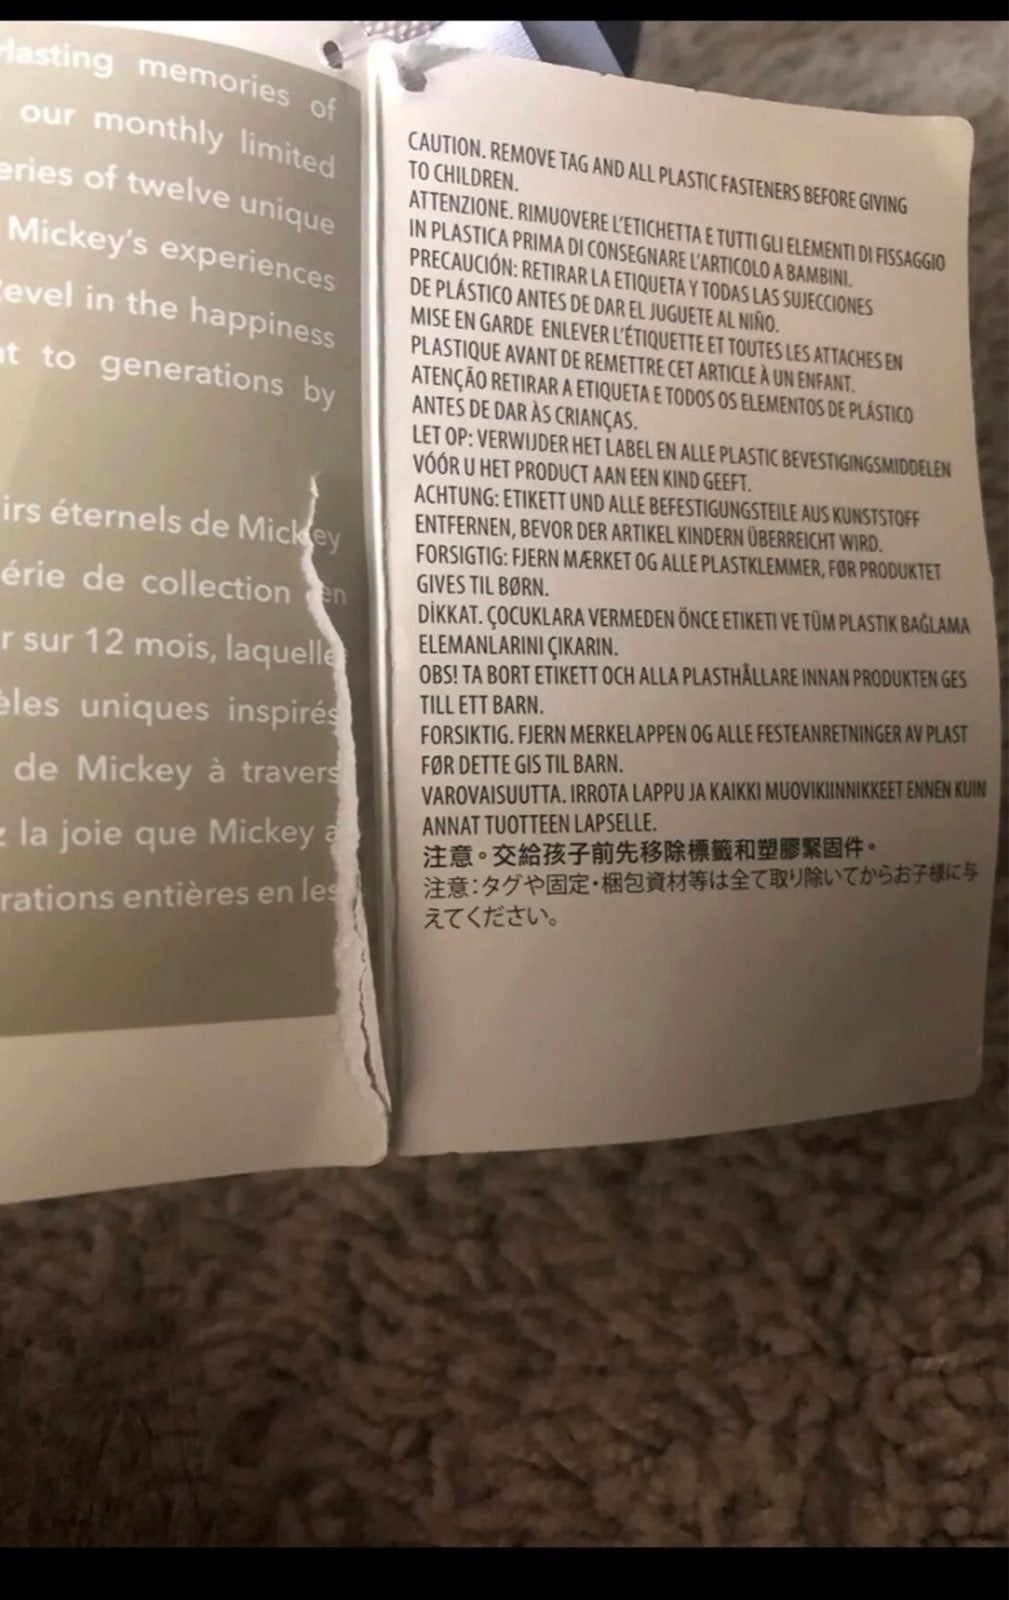 rlasting memories of
our monthly limited
eries of twelve unique
Mickey's experiences
evel in the happiness
t to generations by
irs éternels de Mickey
érie de collection en
r sur 12 mois, laquelle
èles uniques inspirés
de Mickey à travers
z la joie que Mickey a
rations entières en les
CAUTION. REMOVE TAG AND ALL PLASTIC FASTENERS BEFORE GIVING
TO CHILDREN.
ATTENZIONE. RIMUOVERE L'ETICHETTA E TUTTI GLI ELEMENTI DI FISSAGGIO
IN PLASTICA PRIMA DI CONSEGNARE L'ARTICOLO A BAMBINI.
PRECAUCIÓN: RETIRAR LA ETIQUETA Y TODAS LAS SUJECCIONES
DE PLÁSTICO ANTES DE DAR EL JUGUETE AL NIÑO.
MISE EN GARDE ENLEVER L'ÉTIQUETTE ET TOUTES LES ATTACHES EN
PLASTIQUE AVANT DE REMETTRE CET ARTICLE À UN ENFANT.
ATENÇÃO RETIRAR A ETIQUETA E TODOS OS ELEMENTOS DE PLÁSTICO
ANTES DE DAR ÀS CRIANÇAS.
LET OP: VERWIJDER HET LABEL EN ALLE PLASTIC BEVESTIGINGSMIDDELEN
VÓÓR U HET PRODUCT AAN EEN KIND GEEFT.
ACHTUNG: ETIKETT UND ALLE BEFESTIGUNGSTEILE AUS KUNSTSTOFF
ENTFERNEN, BEVOR DER ARTIKEL KINDERN ÜBERREICHT WIRD.
FORSIGTIG: FJERN MÆRKET OG ALLE PLASTKLEMMER, FØR PRODUKTET
GIVES TIL BØRN.
DİKKAT. ÇOCUKLARA VERMEDEN ÖNCE ETIKETI VE TÜM PLASTIK BAĞLAMA
ELEMANLARINI ÇIKARIN.
OBS! TA BORT ETIKETT OCH ALLA PLASTHÅLLARE INNAN PRODUKTEN GES
TILL ETT BARN.
FORSIKTIG. FJERN MERKELAPPEN OG ALLE FESTEANRETNINGER AV PLAST
FØR DETTE GIS TIL BARN.
VAROVAISUUTTA. IRROTA LAPPU JA KAIKKI MUOVIKIINNIKKEET ENNEN KUIN
ANNAT TUOTTEEN LAPSELLE.
注意。交給孩子前先移除標籤和塑膠緊固件。
注意:タグや固定・梱包資材等は全て取り除いてからお子様に与
えてください。